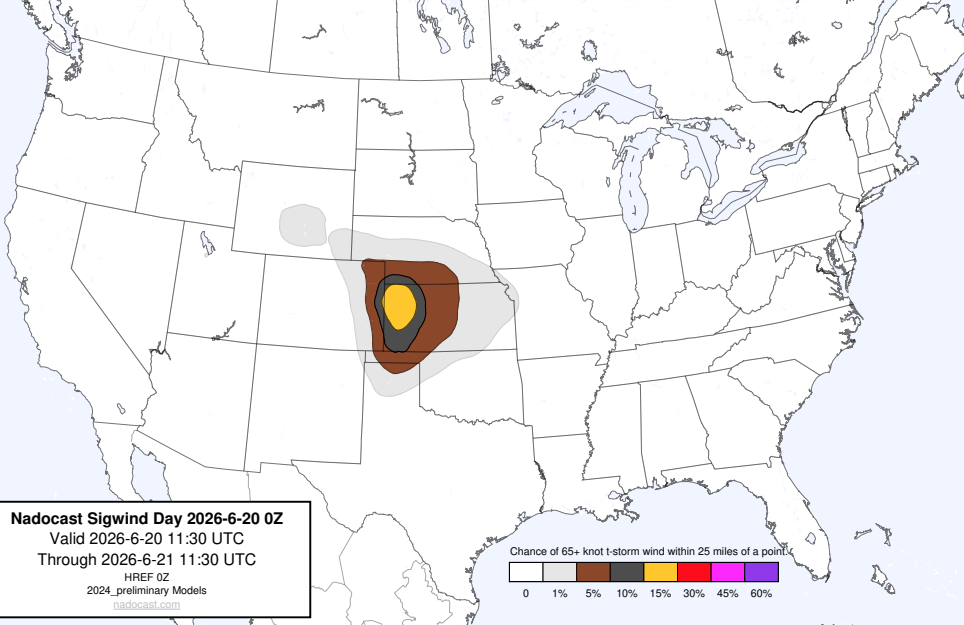 Nadocast Sigwind Day 2026-6-20 0Z
Valid 2026-6-20 11:30 UTC
Through 2026-6-21 11:30 UTC
HREF 0Z
2024_preliminary Models
nadocast.com
Chance of 65+ knot t-storm wind within 25 miles of a point.
0 1% 5% 10% 15% 30% 45% 60%